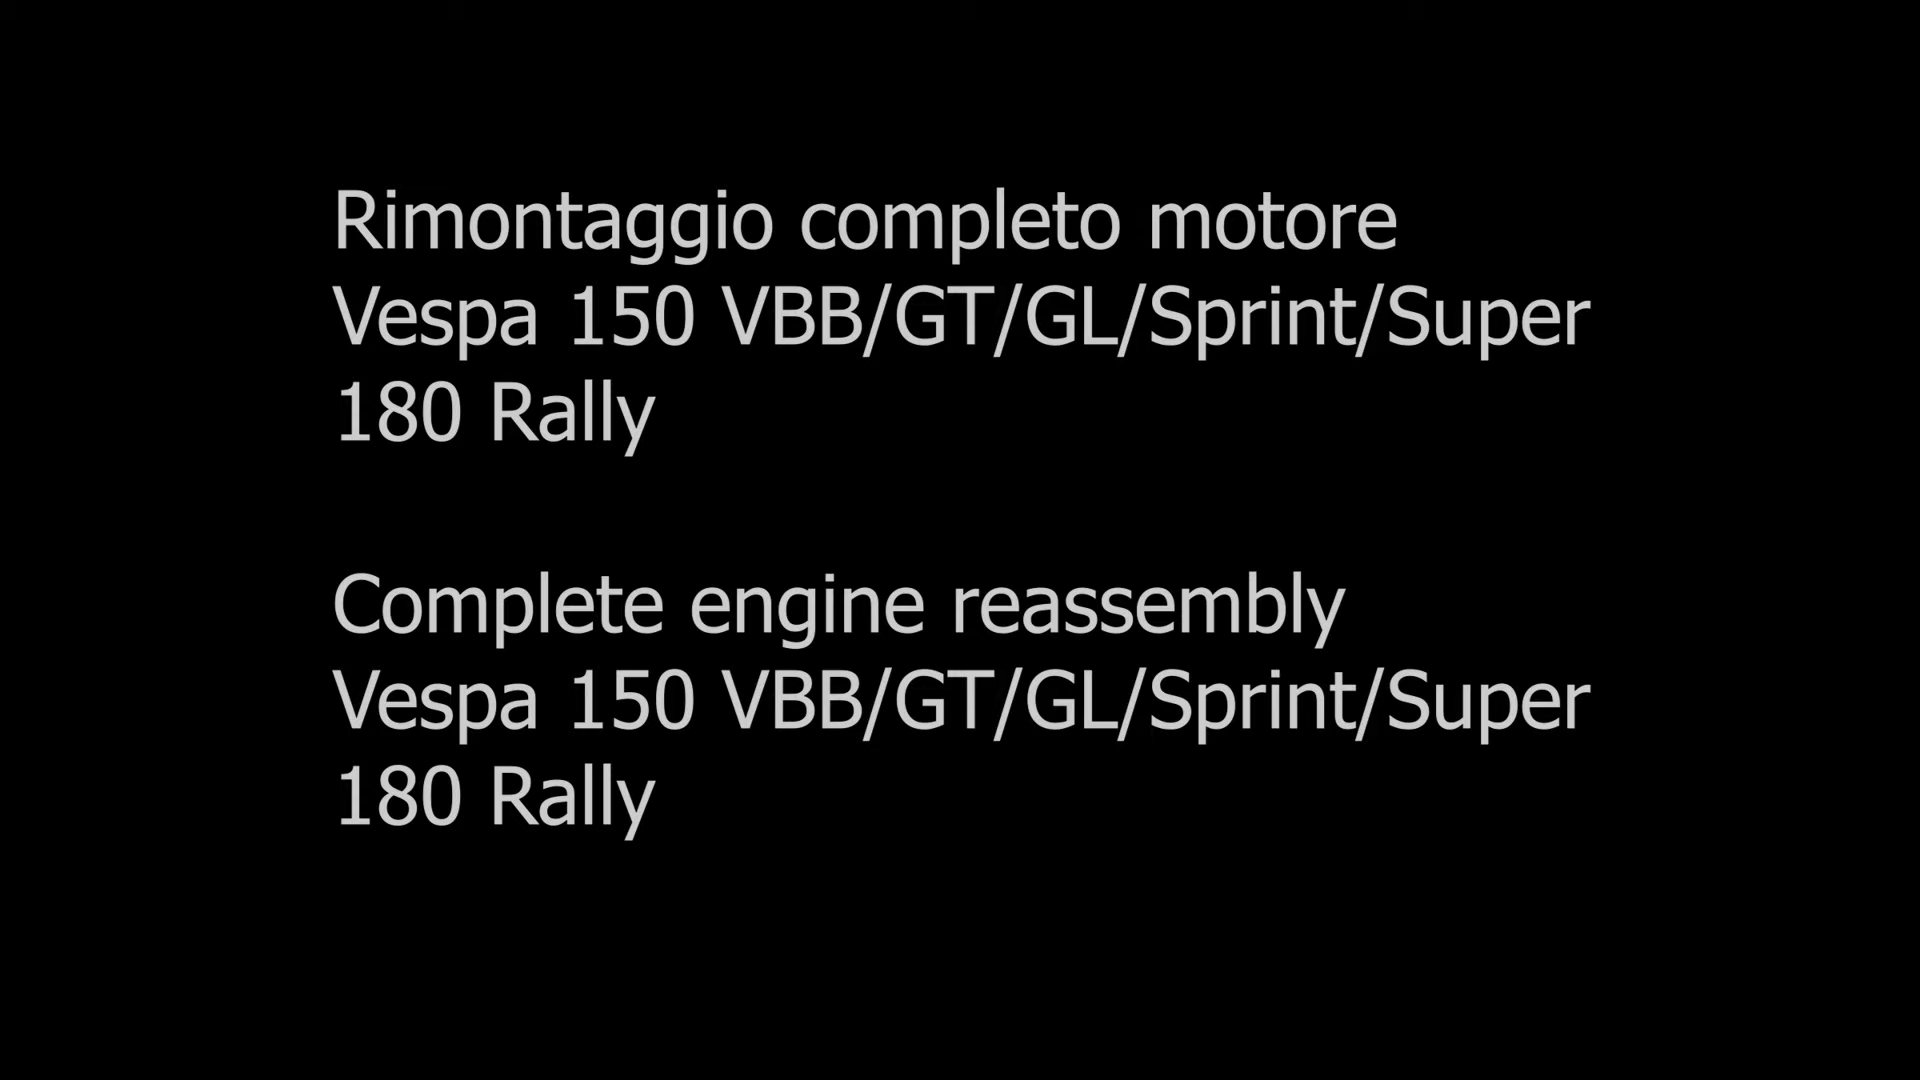 Rimontaggio completo motore
Vespa 150 VBB/GT/GL/Sprint/Super
180 Rally
Complete engine reassembly
Vespa 150 VBB/GT/GL/Sprint/Super
180 Rally